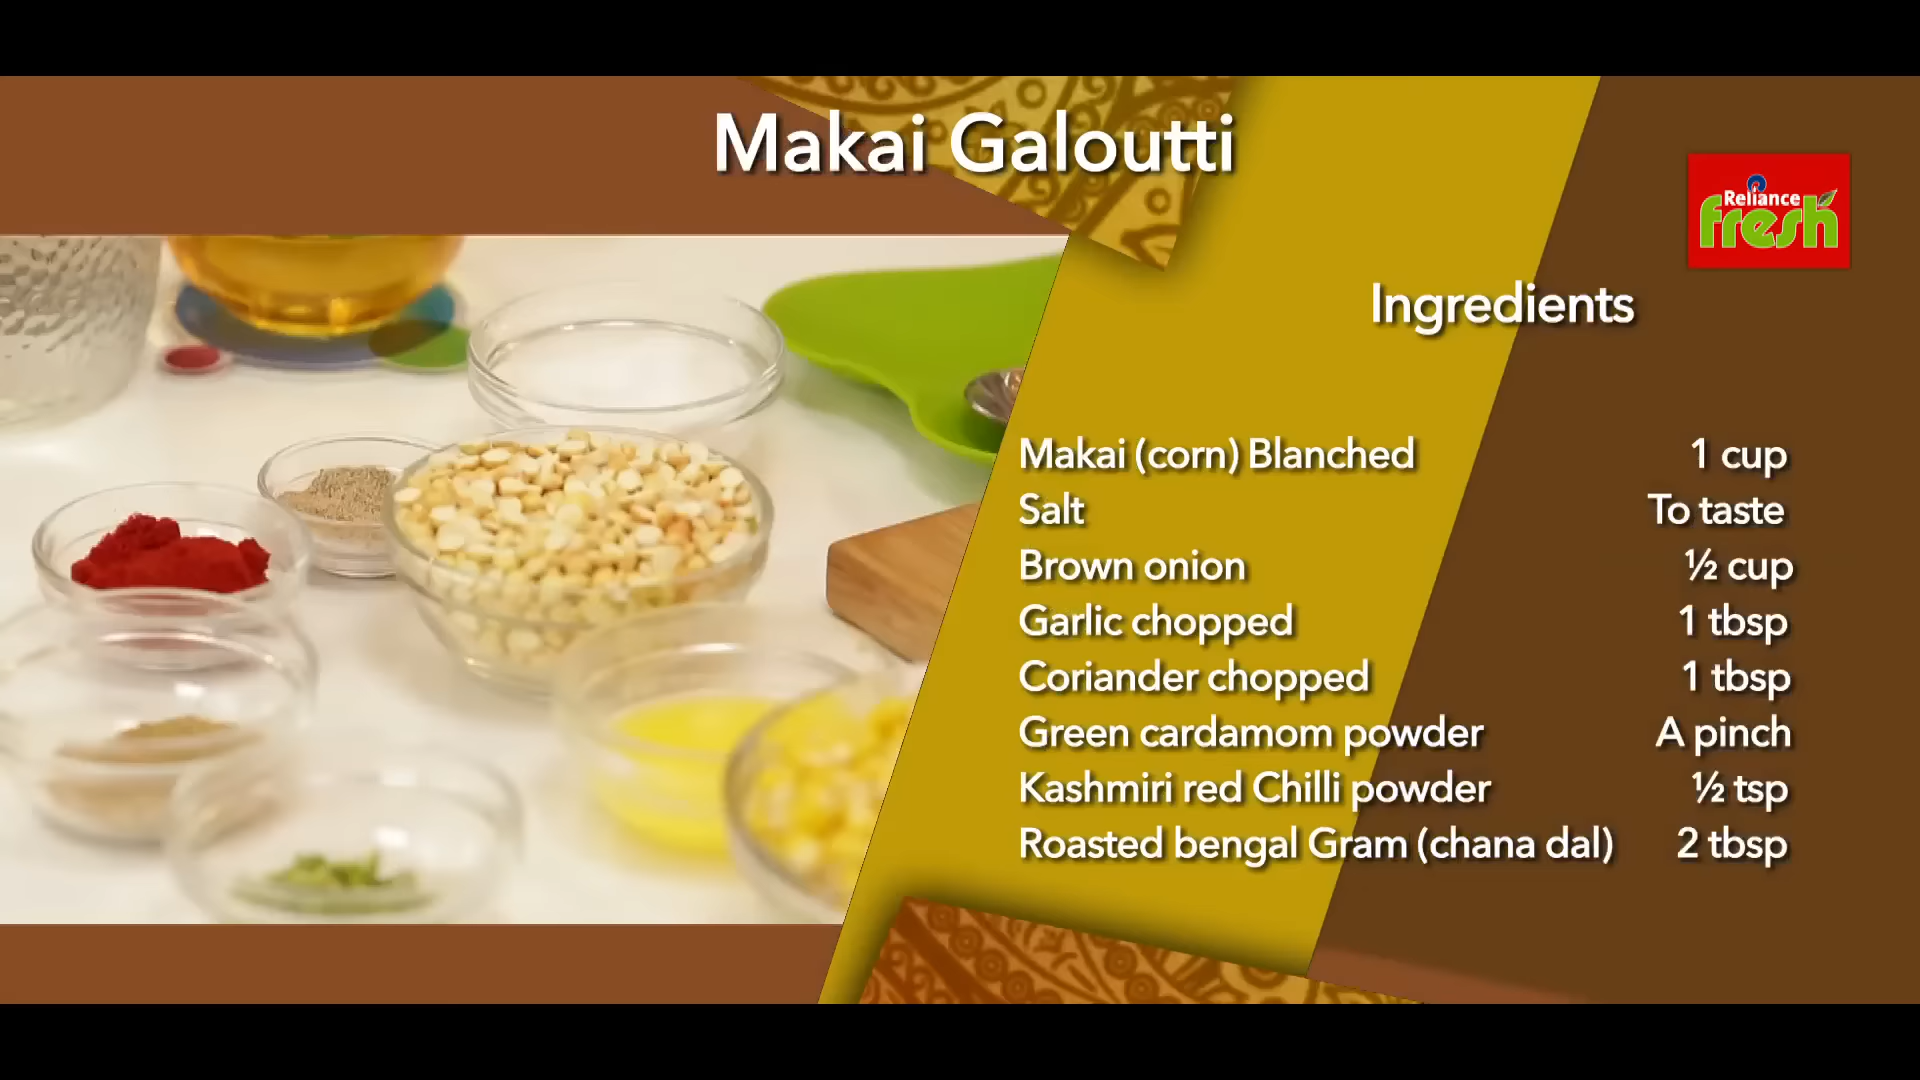 Makai Galoutti
Reliance
fresh
Ingredients
Makai (corn) Blanched 1 cup
Salt To taste
Brown onion ½ cup
Garlic chopped 1 tbsp
Coriander chopped 1 tbsp
Green cardamom powder A pinch
Kashmiri red Chilli powder ½ tsp
Roasted bengal Gram (chana dal) 2 tbsp